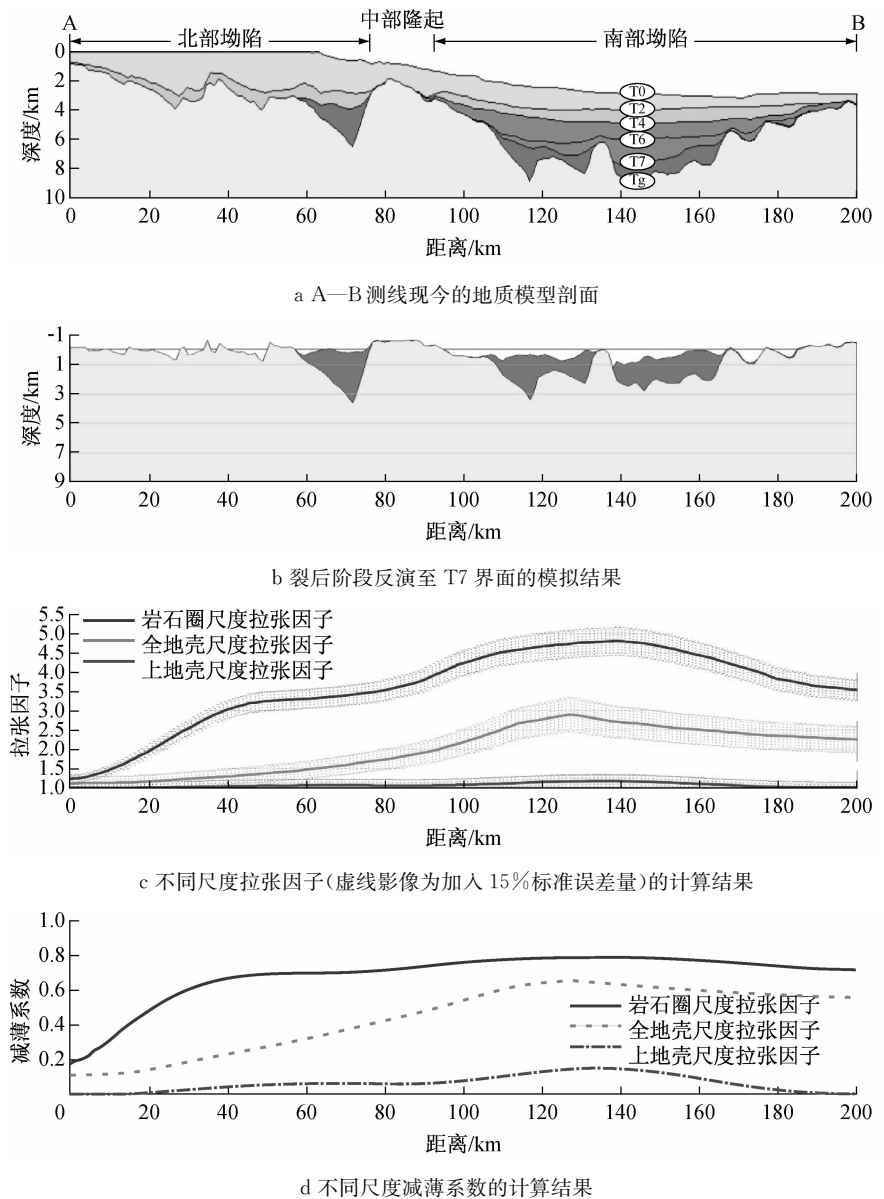 A
北部坳陷
中部隆起
南部坳陷
B
深度/km
0
2
4
6
8
10
T0
T2
T4
T6
T7
Tg
0 20 40 60 80 100 120 140 160 180 200
距离/km
a A—B测线现今的地质模型剖面
深度/km
-1
1
3
5
7
9
0 20 40 60 80 100 120 140 160 180 200
距离/km
b 裂后阶段反演至 T7 界面的模拟结果
拉张因子
5.5
5.0
4.5
4.0
3.5
3.0
2.5
2.0
1.5
1.0
岩石圈尺度拉张因子
全地壳尺度拉张因子
上地壳尺度拉张因子
0 20 40 60 80 100 120 140 160 180 200
距离/km
c 不同尺度拉张因子(虚线影像为加入 15%标准误差量)的计算结果
减薄系数
1.0
0.8
0.6
0.4
0.2
岩石圈尺度拉张因子
全地壳尺度拉张因子
上地壳尺度拉张因子
0 20 40 60 80 100 120 140 160 180 200
距离/km
d 不同尺度减薄系数的计算结果